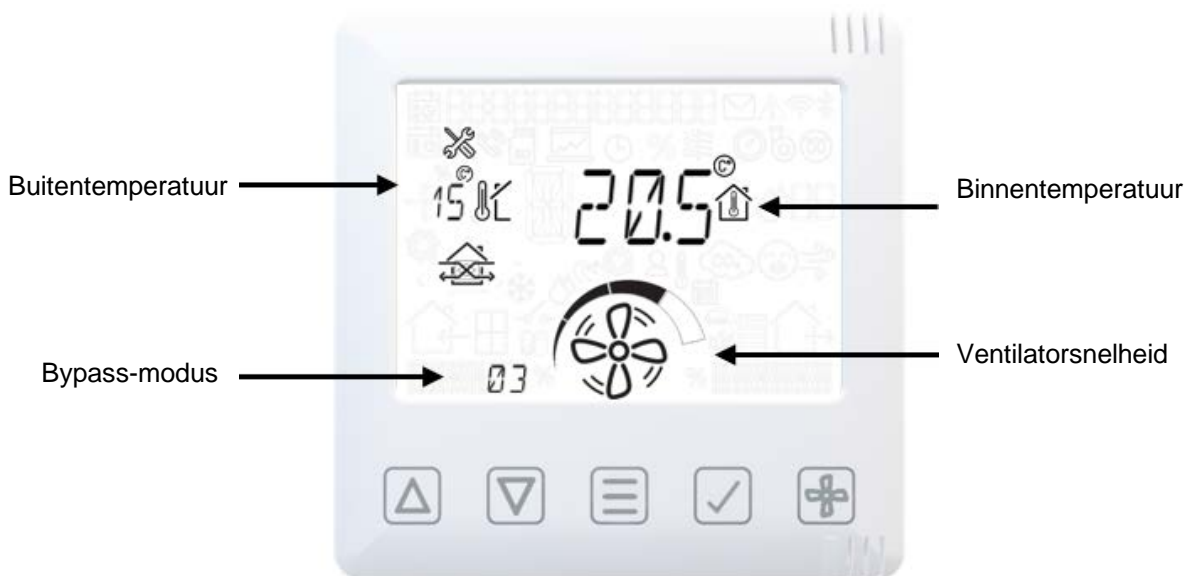 Buitentemperatuur
15 C°
20.5 C°
Binnentemperatuur
Ventilatorsnelheid
Bypass-modus
03